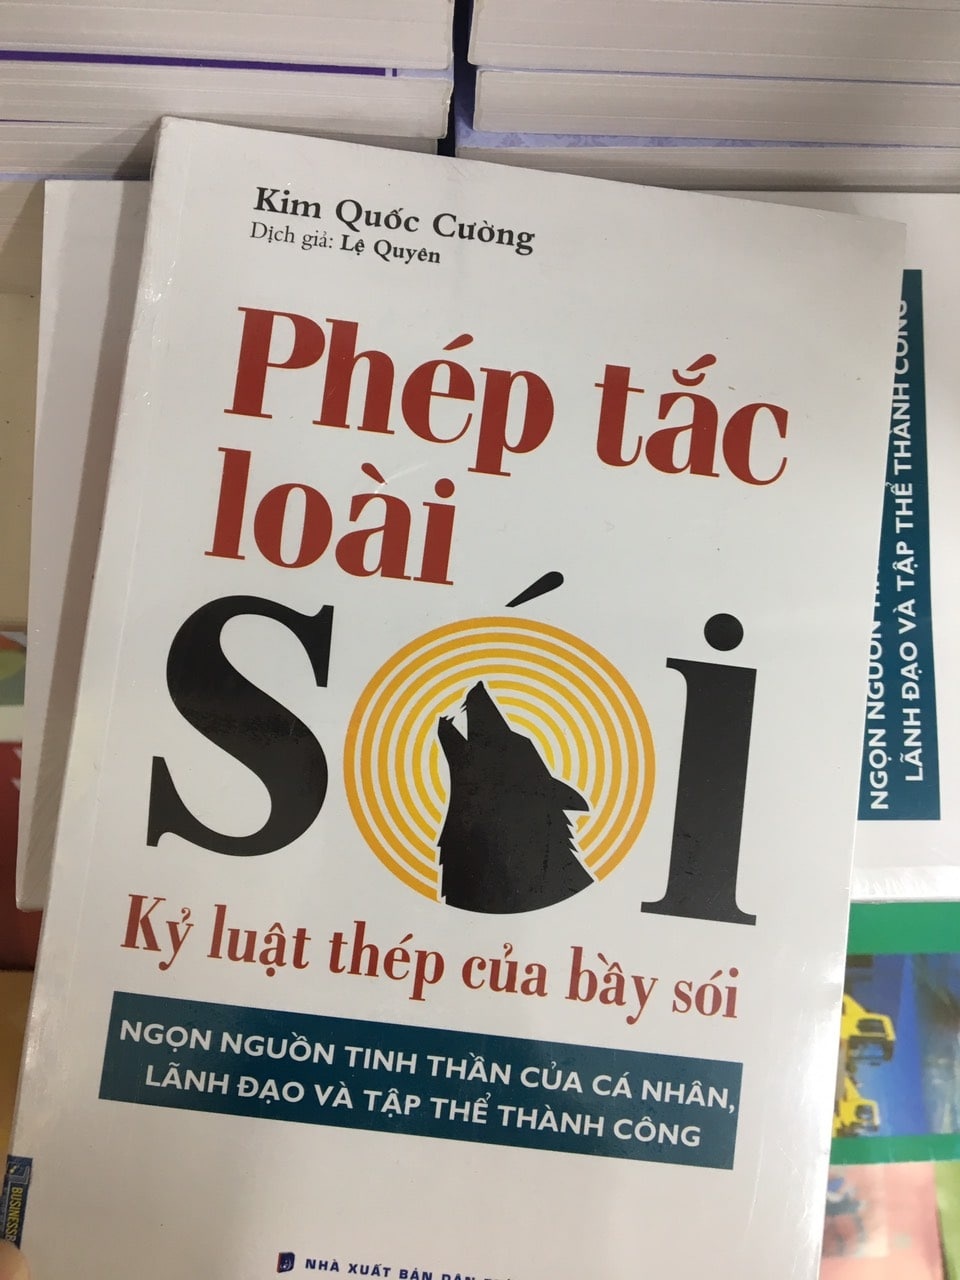 Kim Quốc Cường
Dịch giả: Lệ Quyên
Phép tắc
loài
Sói
Kỷ luật thép của bầy sói
NGỌN NGUỒN TINH THẦN CỦA CÁ NHÂN,
LÃNH ĐẠO VÀ TẬP THỂ THÀNH CÔNG
NHÀ XUẤT BẢN DÂN
NGỌN NGUỒN
LÃNH ĐẠO VÀ TẬP THỂ THÀNH CÔNG